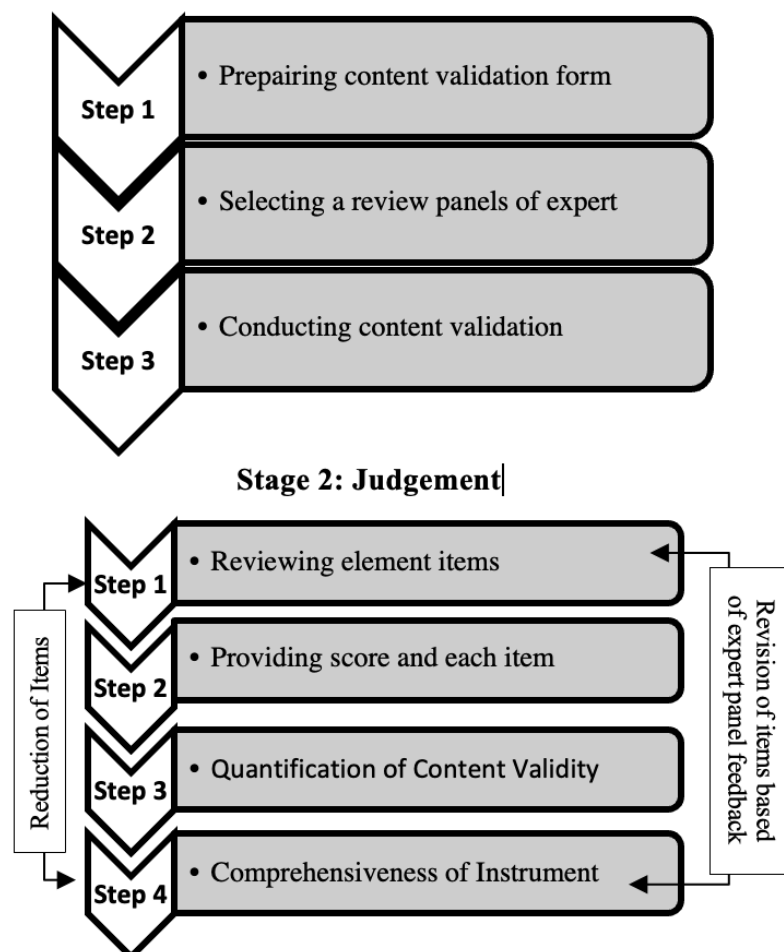 Step 1
• Prepairing content validation form
Step 2
• Selecting a review panels of expert
Step 3
• Conducting content validation
Stage 2: Judgement
Step 1
• Reviewing element items
Step 2
• Providing score and each item
Step 3
• Quantification of Content Validity
Step 4
• Comprehensiveness of Instrument
Reduction of Items
Revision of items based
of expert panel feedback